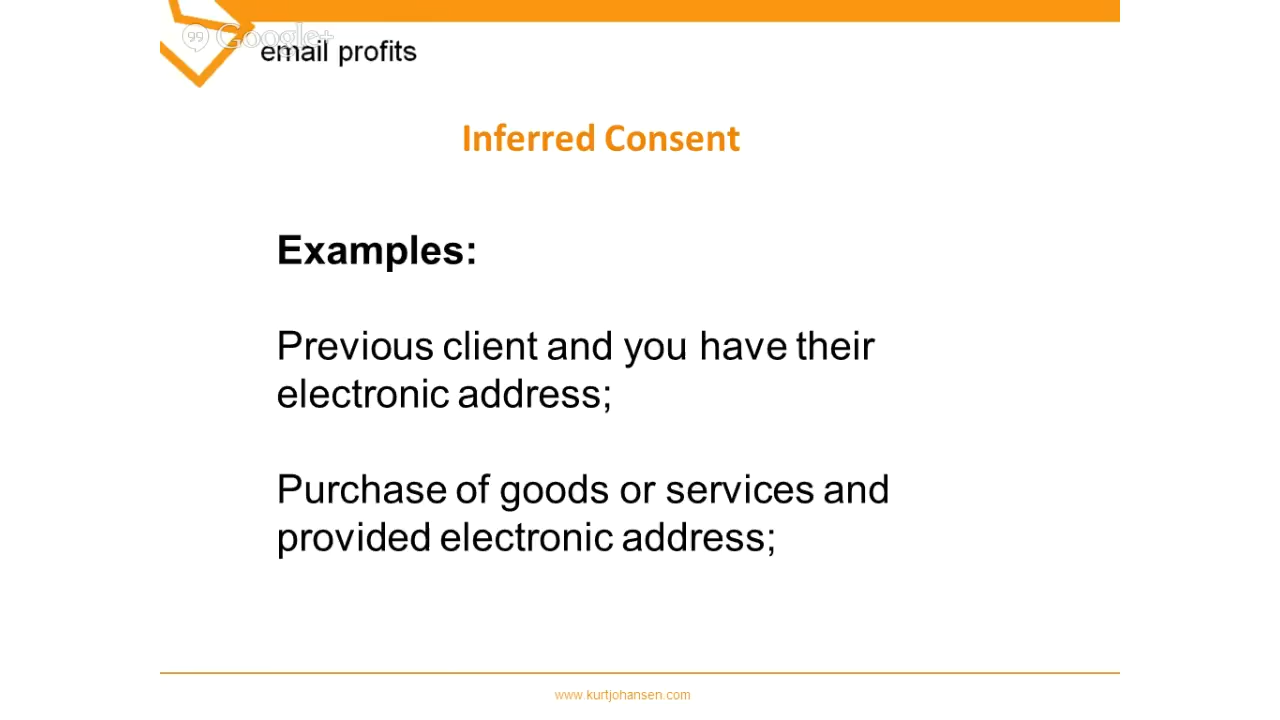 Google+
email profits
Inferred Consent
Examples:
Previous client and you have their
electronic address;
Purchase of goods or services and
provided electronic address;
www.kurtjohansen.com